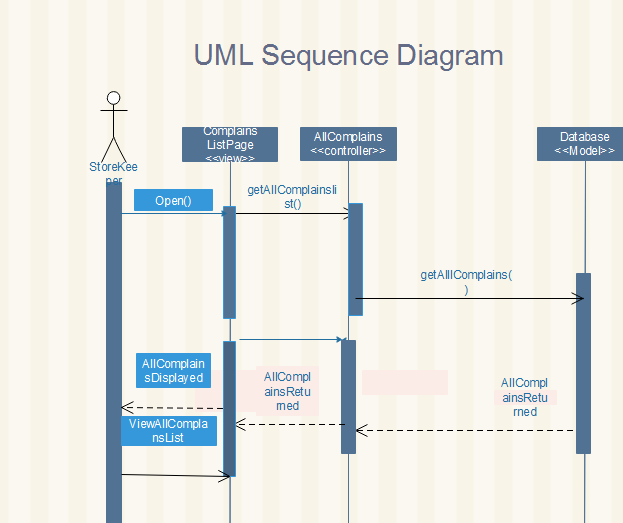 UML Sequence Diagram
StoreKee
per
Complains
ListPage
<<view>>
AllComplains
<<controller>>
Database
<<Model>>
Open()
getAllComplainsli
st()
getAlllComplains(
)
AllComplain
sDisplayed
AllCompl
ainsRetu
rned
AllCompl
ainsRetu
rned
ViewAllCompla
insList